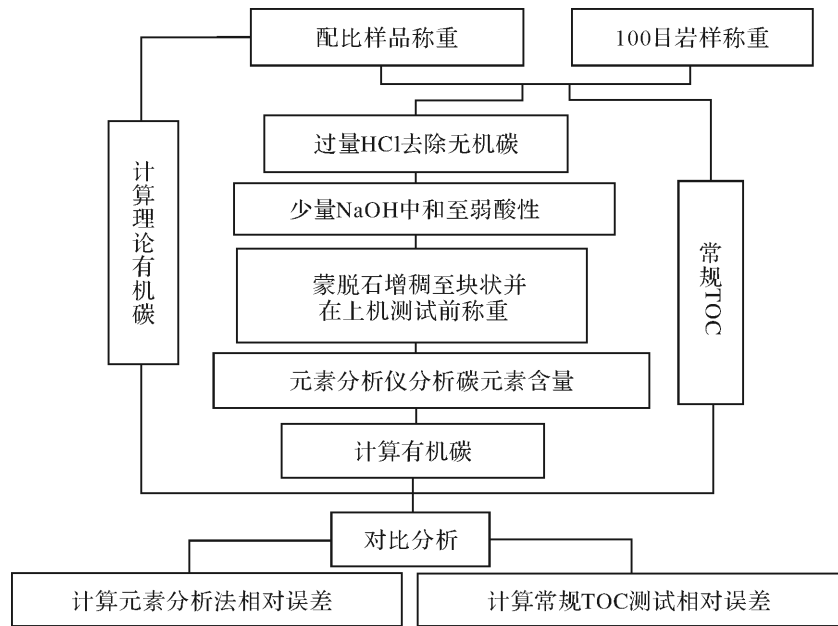 配比样品称重
100目岩样称重
过量HCl去除无机碳
少量NaOH中和至弱酸性
计算理论有机碳
常规TOC
蒙脱石增稠至块状并
在上机测试前称重
元素分析仪分析碳元素含量
计算有机碳
对比分析
计算元素分析法相对误差
计算常规TOC测试相对误差